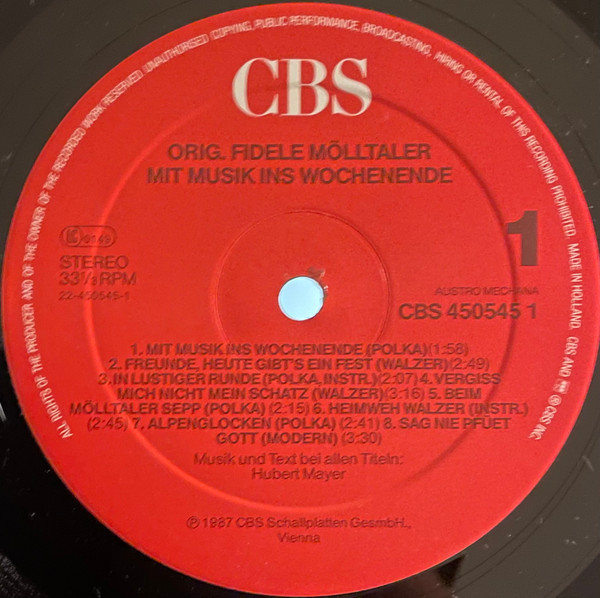 ALL RIGHTS OF THE PRODUCER AND OF THE OWNER OF THE RECORDED WORK RESERVED UNAUTHORISED COPYING, PUBLIC PERFORMANCE, BROADCASTING, HIRING OR RENTAL OF THIS RECORDING PROHIBITED. MADE IN HOLLAND. CBS AND ℗ CBS INC.
CBS
ORIG. FIDELE MÖLLTALER
MIT MUSIK INS WOCHENENDE
0149
STEREO
33⅓ RPM
22-450545-1
1
AUSTRO MECHANA
CBS 450545 1
1. MIT MUSIK INS WOCHENENDE (POLKA)(1:58)
2. FREUNDE, HEUTE GIBT'S EIN FEST (WALZER)(2:49)
3. IN LUSTIGER RUNDE (POLKA, INSTR.)(2:07) 4. VERGISS
MICH NICHT MEIN SCHATZ (WALZER)(3:16) 5. BEIM
MÖLLTALER SEPP (POLKA) (2:15) 6. HEIMWEH WALZER (INSTR.)
(2:45) 7. ALPENGLOCKEN (POLKA) (2:41) 8. SAG NIE PFÜET
GOTT (MODERN) (3:30)
Musik und Text bei allen Titeln:
Hubert Mayer
℗ 1987 CBS Schallplatten GesmbH.,
Vienna